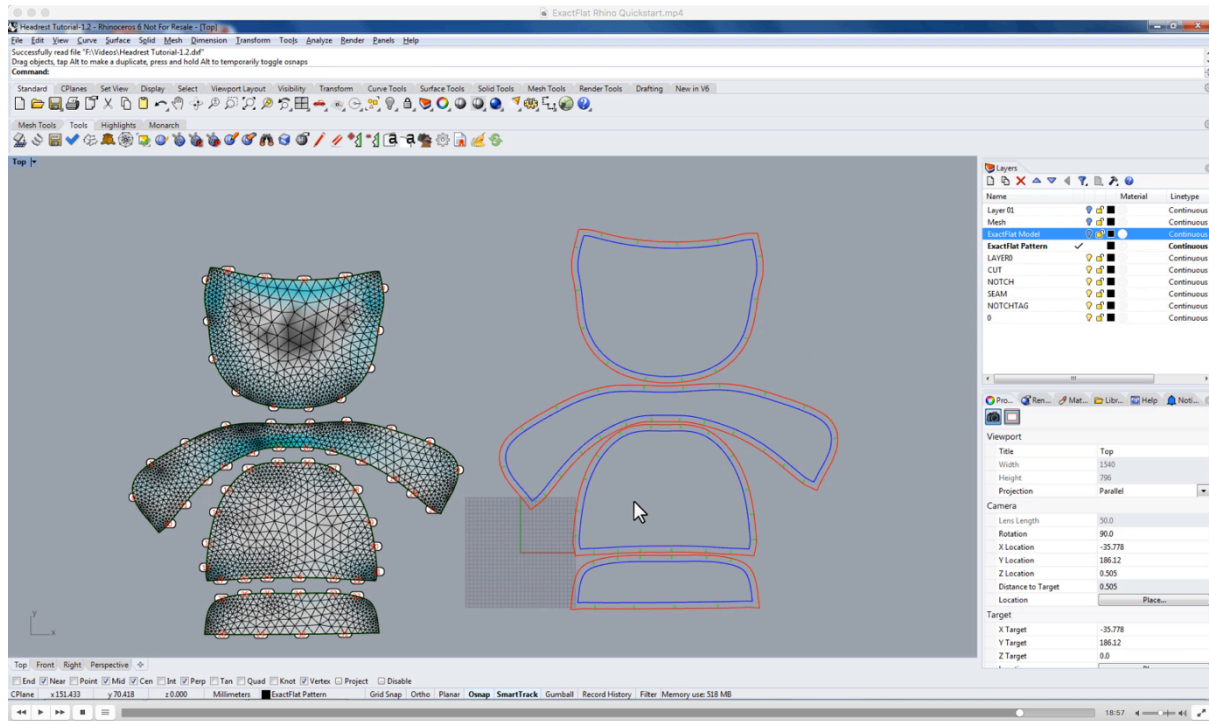 ExactFlat Rhino Quickstart.mp4
Headrest Tutorial-1.2 - Rhinoceros 6 Not For Resale - [Top]
File Edit View Curve Surface Solid Mesh Dimension Transform Tools Analyze Render Panels Help
Successfully read file "F:\Videos\Headrest Tutorial-1.2.dxf"
Drag objects, tap Alt to make a duplicate, press and hold Alt to temporarily toggle osnaps
Command:
Standard CPlanes Set View Display Select Viewport Layout Visibility Transform Curve Tools Surface Tools Solid Tools Mesh Tools Render Tools Drafting New in V6
Mesh Tools Tools Highlights Monarch
Top
Layers
Name Material Linetype
Layer 01 Continuous
Mesh Continuous
ExactFlat Model Continuous
ExactFlat Pattern Continuous
LAYER0 Continuous
CUT Continuous
NOTCH Continuous
SEAM Continuous
NOTCHTAG Continuous
0 Continuous
Pro... Ren... Mat... Libr... Help Noti...
Viewport
Title Top
Width 1540
Height 796
Projection Parallel
Camera
Lens Length 50.0
Rotation 90.0
X Location -35.778
Y Location 186.12
Z Location 0.505
Distance to Target 0.505
Location Place...
Target
X Target -35.778
Y Target 186.12
Z Target 0.0
y
x
Top Front Right Perspective
End Near Point Mid Cen Int Perp Tan Quad Knot Vertex Project Disable
CPlane x 151.433 y 70.418 z 0.000 Millimeters ExactFlat Pattern Grid Snap Ortho Planar Osnap SmartTrack Gumball Record History Filter Memory use: 518 MB
18:57